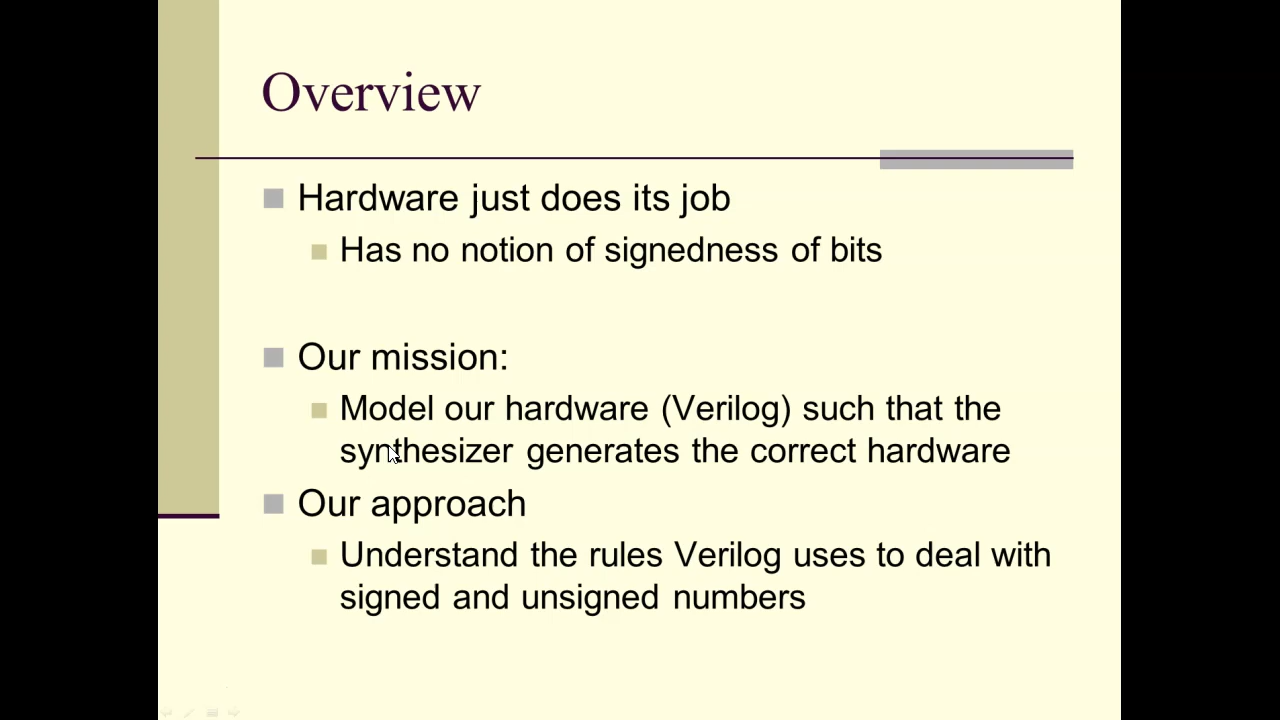 Overview
Hardware just does its job
Has no notion of signedness of bits
Our mission:
Model our hardware (Verilog) such that the
synthesizer generates the correct hardware
Our approach
Understand the rules Verilog uses to deal with
signed and unsigned numbers